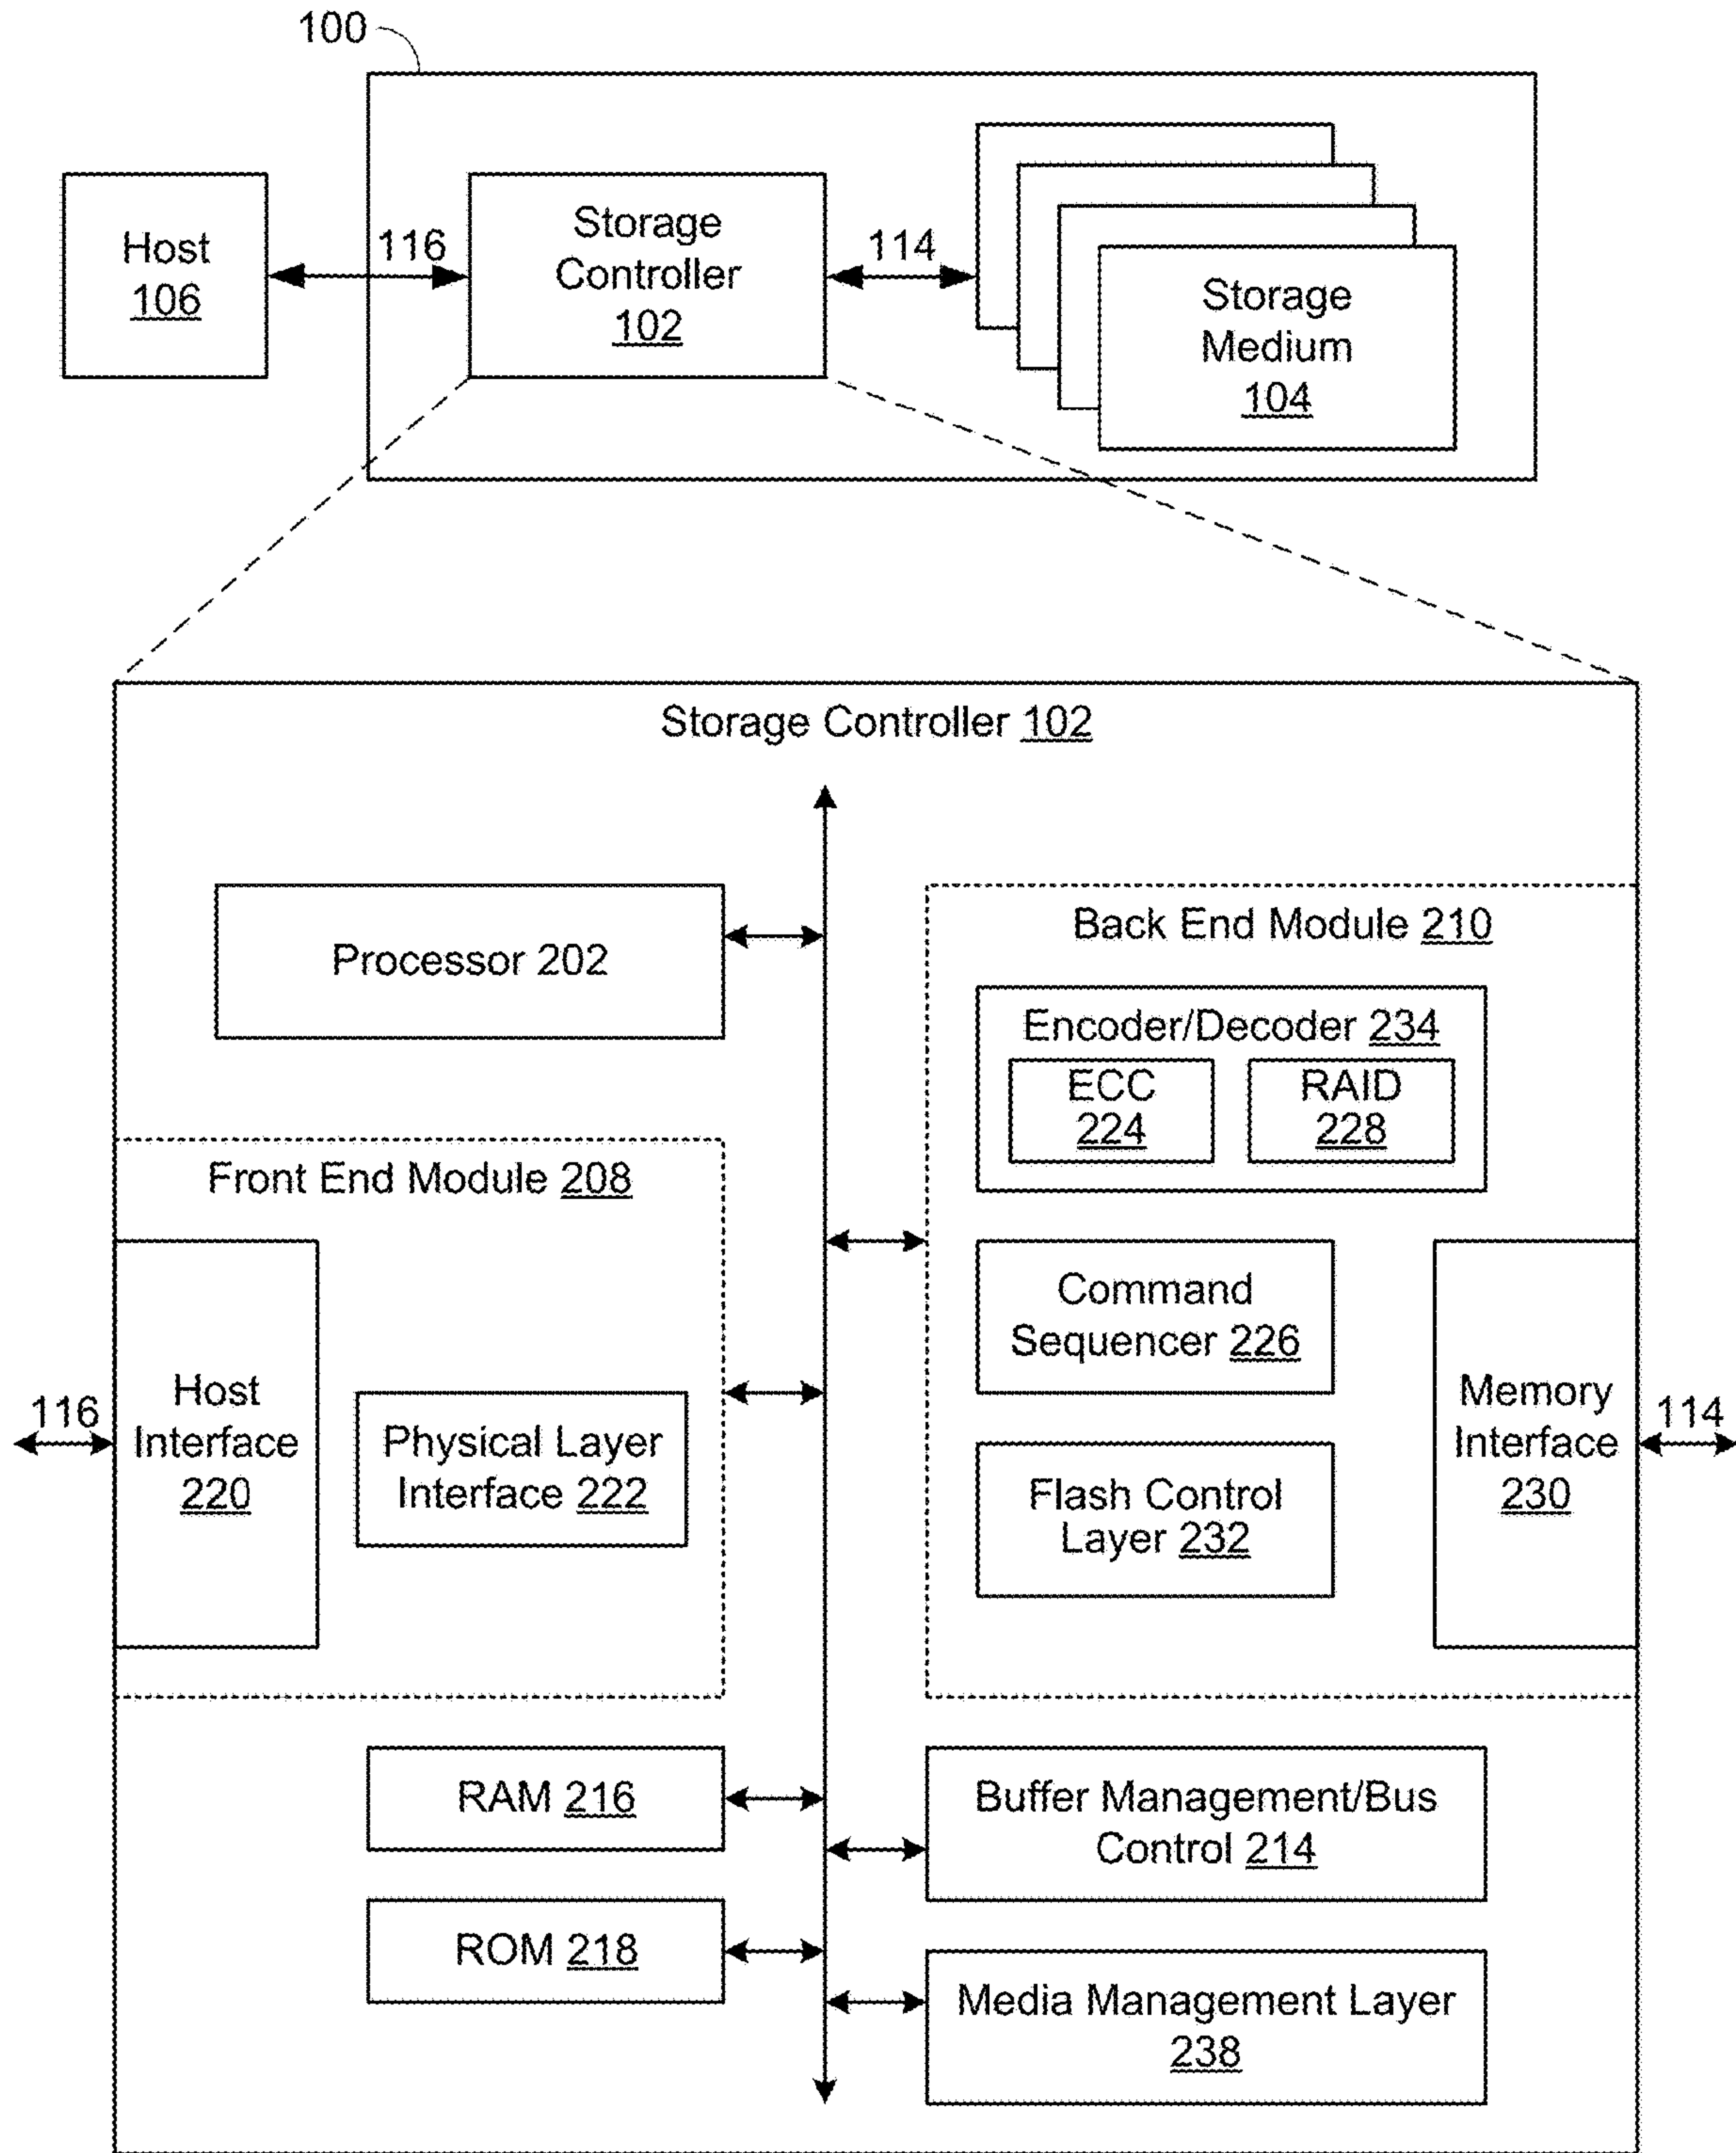 100
Host
106
116
Storage
Controller
102
114
Storage
Medium
104
Storage Controller 102
Processor 202
Back End Module 210
Encoder/Decoder 234
ECC
224
RAID
228
Front End Module 208
Command
Sequencer 226
116
Host
Interface
220
Physical Layer
Interface 222
Flash Control
Layer 232
Memory
Interface
230
114
RAM 216
Buffer Management/Bus
Control 214
ROM 218
Media Management Layer
238